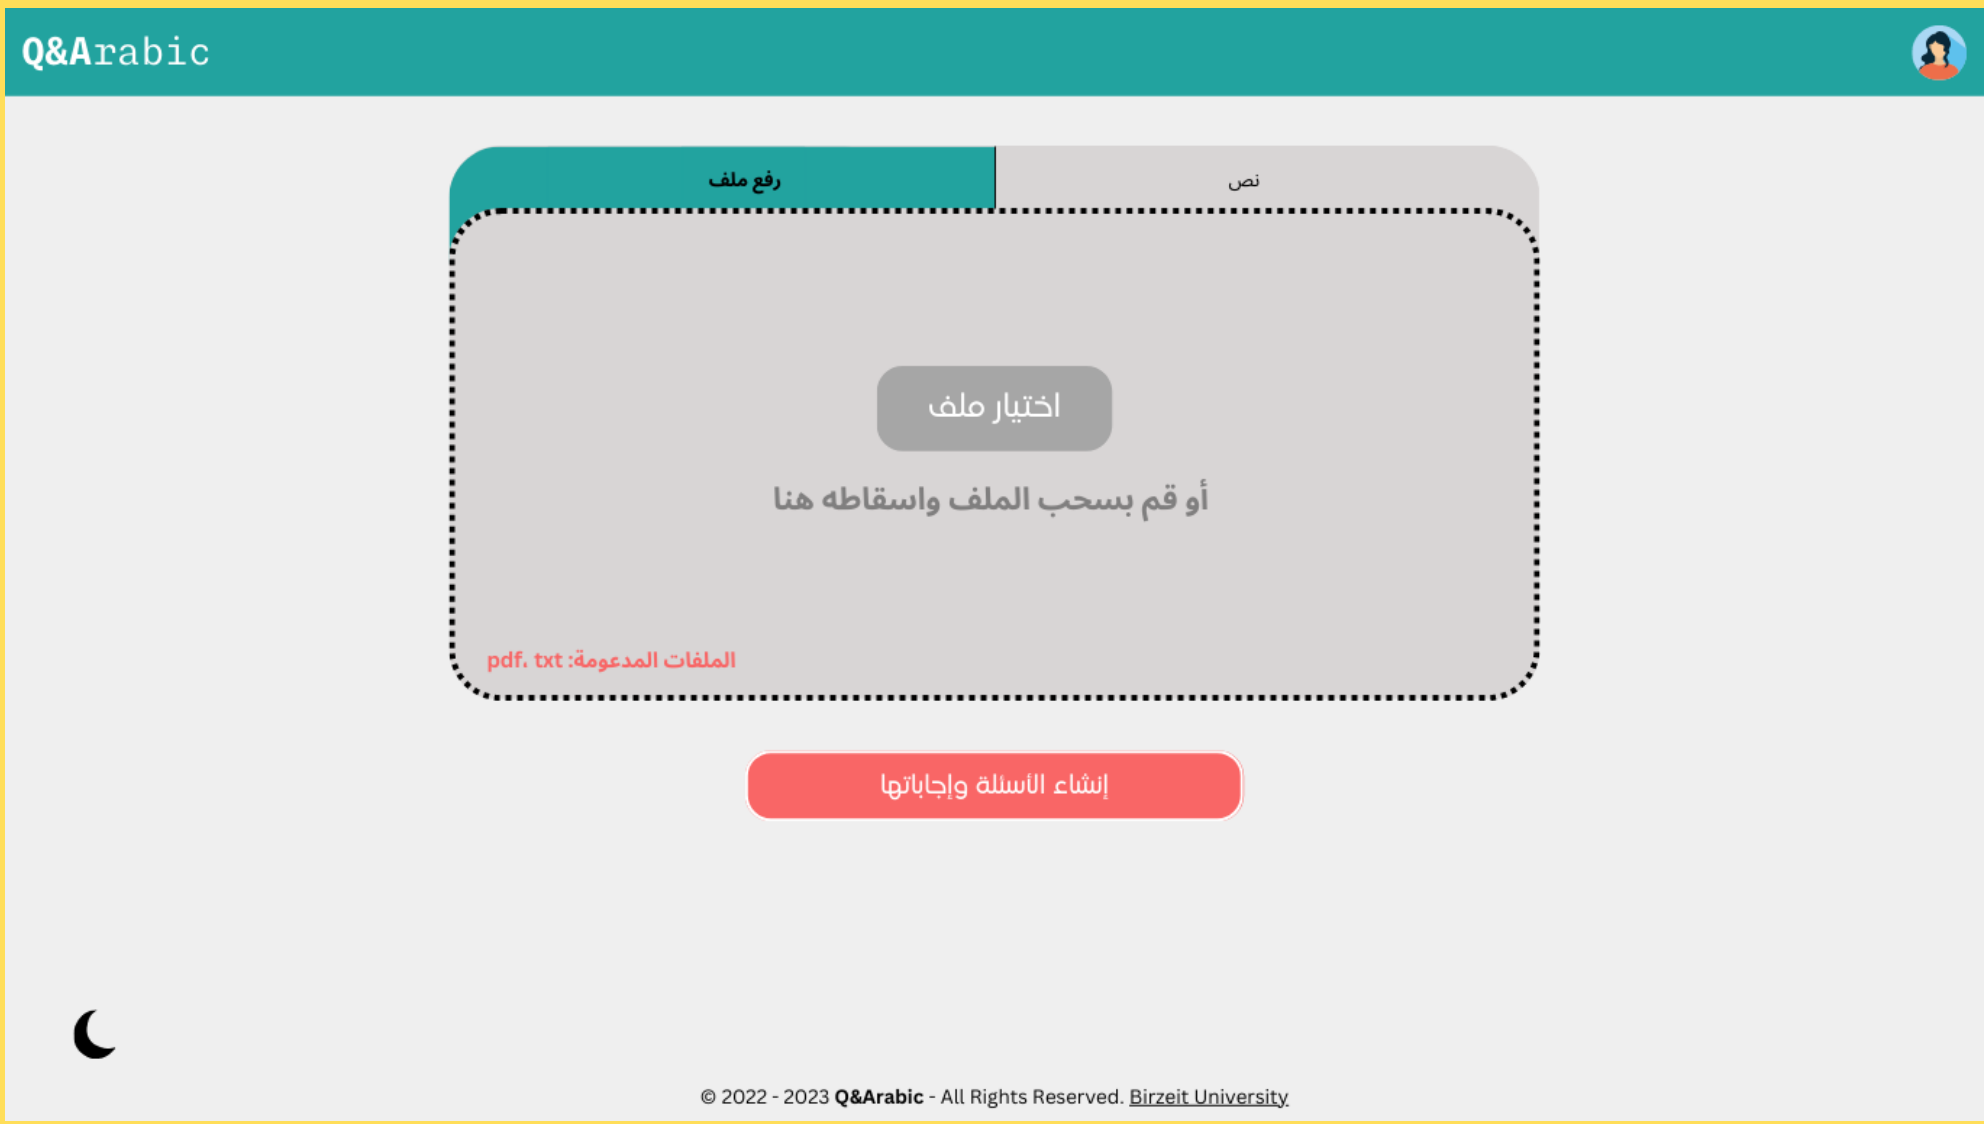 Q&Arabic
نص
رفع ملف
اختيار ملف
أو قم بسحب الملف واسقاطه هنا
الملفات المدعومة: pdf، txt
إنشاء الأسئلة وإجاباتها
© 2022 - 2023 Q&Arabic - All Rights Reserved. Birzeit University